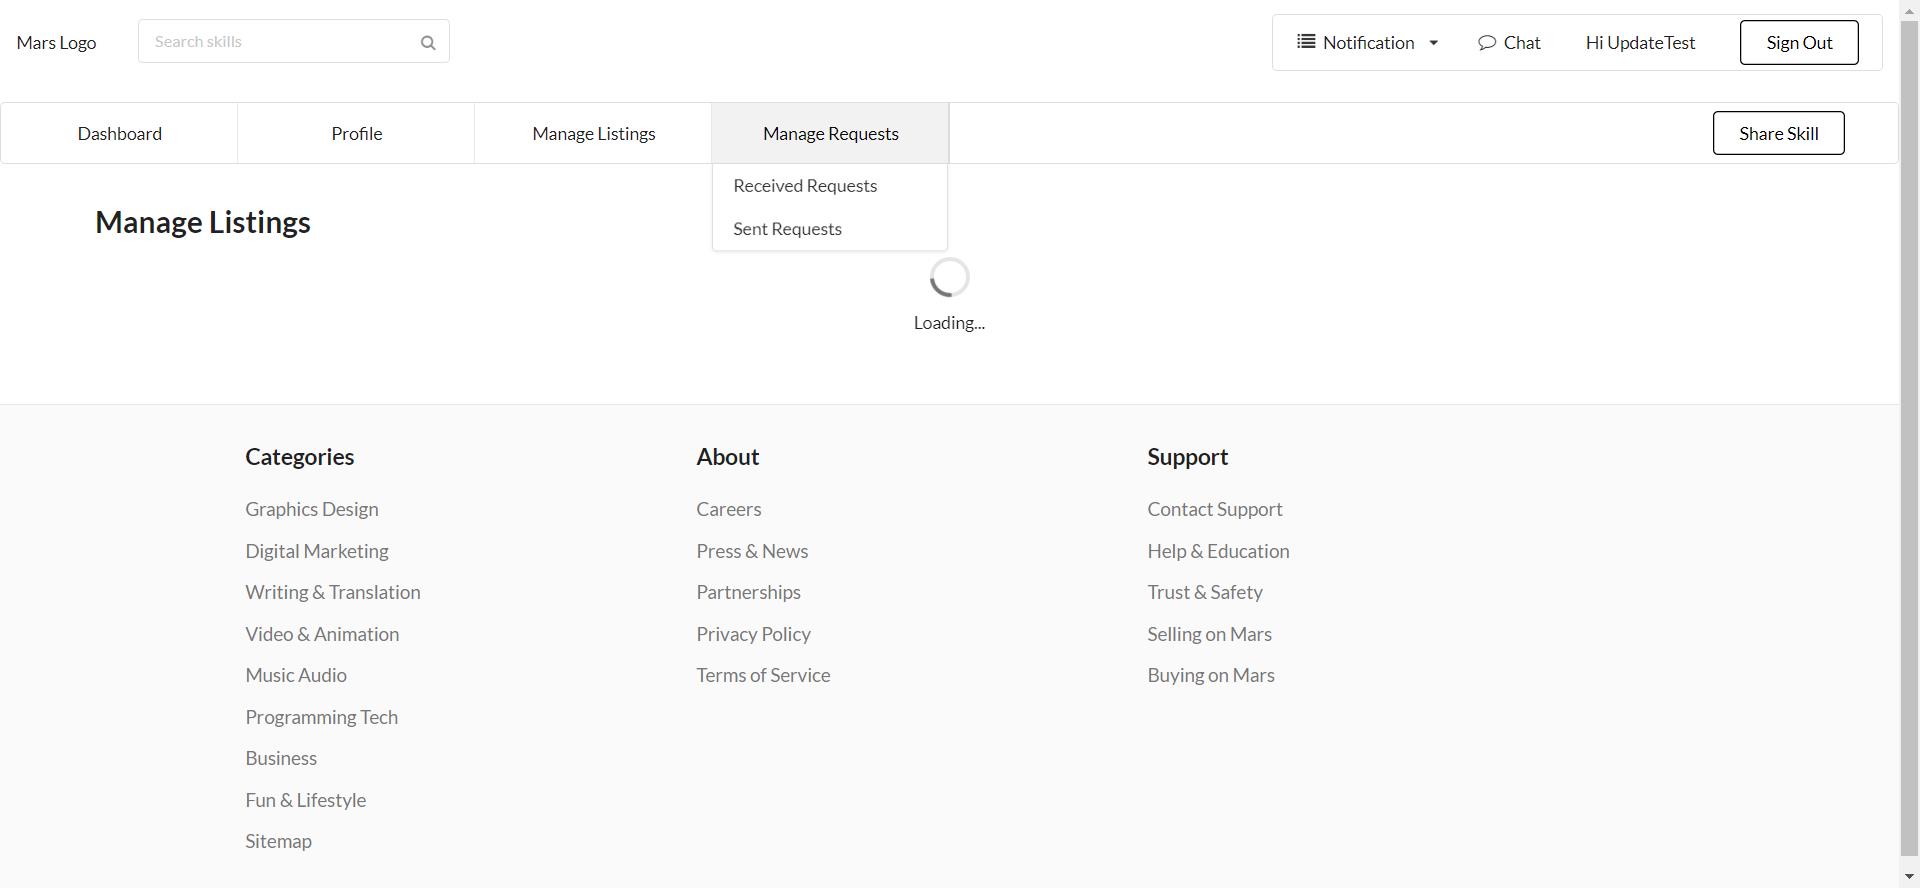 Mars Logo
Search skills
Notification
Chat
Hi UpdateTest
Sign Out
Dashboard
Profile
Manage Listings
Manage Requests
Share Skill
Received Requests
Sent Requests
Manage Listings
Loading...
Categories
Graphics Design
Digital Marketing
Writing & Translation
Video & Animation
Music Audio
Programming Tech
Business
Fun & Lifestyle
Sitemap
About
Careers
Press & News
Partnerships
Privacy Policy
Terms of Service
Support
Contact Support
Help & Education
Trust & Safety
Selling on Mars
Buying on Mars